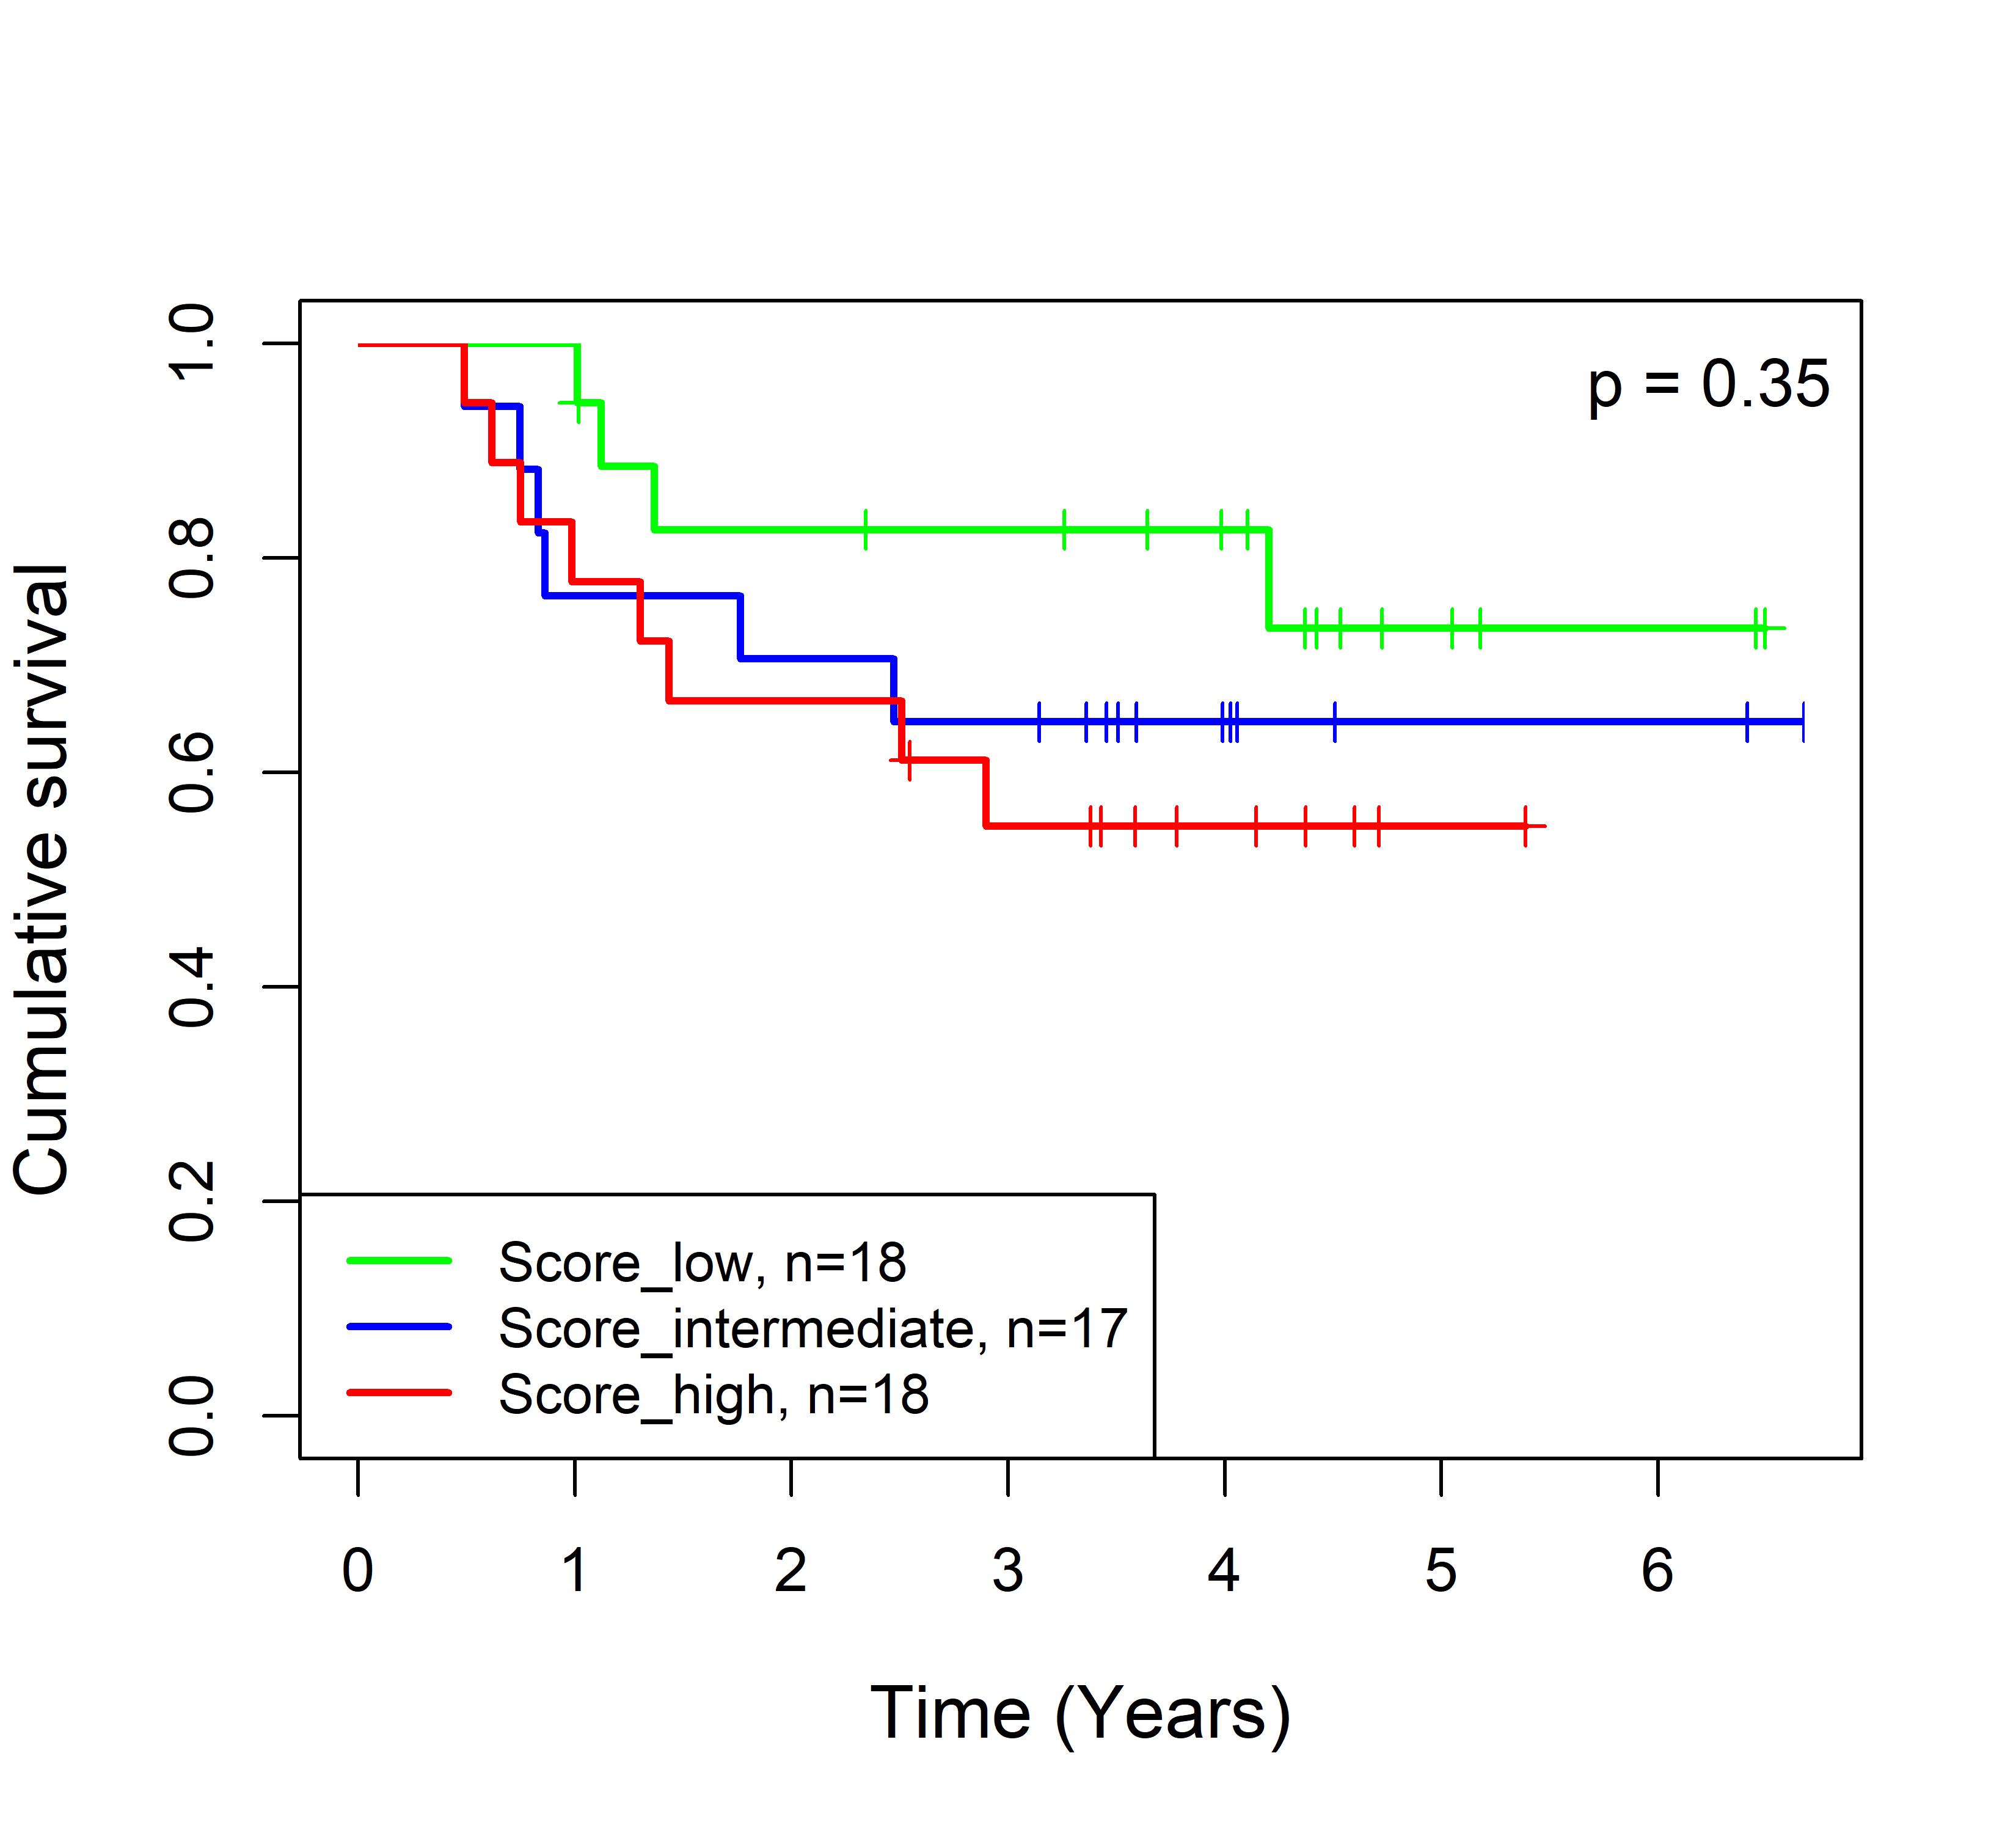 p = 0.35
1.0
0.8
0.6
0.4
0.2
0.0
Cumulative survival
Score_low, n=18
Score_intermediate, n=17
Score_high, n=18
0 1 2 3 4 5 6
Time (Years)